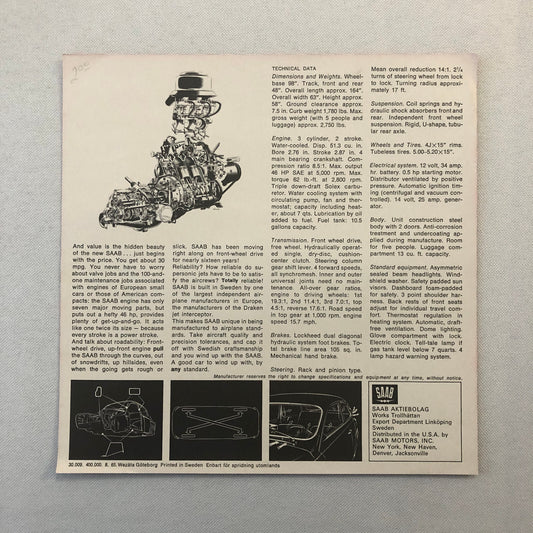 200
TECHNICAL DATA
Dimensions and Weights. Wheel-
base 98". Track, front and rear
48". Overall length approx. 164".
Overall width 63". Height approx.
58". Ground clearance approx.
7.5 in. Curb weight 1,780 lbs. Max.
gross weight (with 5 people and
luggage) approx. 2,750 lbs.
Engine. 3 cylinder, 2 stroke.
Water-cooled. Disp. 51.3 cu. in.
Bore 2.76 in. Stroke 2.87 in. 4
main bearing crankshaft. Com-
pression ratio 8.5:1. Max. output
46 HP SAE at 5,000 rpm. Max.
torque 62 lb.-ft. at 2,800 rpm.
Triple down-draft Solex carbu-
retor. Water cooling system with
circulating pump, fan and ther-
mostat; capacity including heat-
er, about 7 qts. Lubrication by oil
added to fuel. Fuel tank: 10.5
gallons capacity.
Transmission. Front wheel drive,
free wheel. Hydraulically operat-
ed single, dry-disc, cushion-
center clutch. Steering column
gear shift lever. 4 forward speeds,
all synchromesh. Inner and outer
universal joints need no main-
tenance. All-over gear ratios,
engine to driving wheels: 1st
19.3:1, 2nd 11.4:1, 3rd 7.0:1, top
4.5:1, reverse 17.6:1. Road speed
in top gear at 1,000 rpm. engine
speed 15.7 mph.
Brakes. Lockheed dual diagonal
hydraulic system foot brakes. To-
tal brake line area 105 sq. in.
Mechanical hand brake.
Steering. Rack and pinion type.
Mean overall reduction 14:1, 2¼
turns of steering wheel from lock
to lock. Turning radius approxi-
mately 17 ft.
Suspension. Coil springs and hy-
draulic shock absorbers front and
rear. Independent front wheel
suspension. Rigid, U-shape, tubu-
lar rear axle.
Wheels and Tires. 4J×15" rims.
Tubeless tires. 5.00-5.20×15".
Electrical system. 12 volt, 34 amp.
hr. battery. 0.5 hp starting motor.
Distributor ventilated by positive
pressure. Automatic ignition tim-
ing (centrifugal and vacuum con-
trolled). 14 volt, 25 amp. gener-
ator.
Body. Unit construction steel
body with 2 doors. Anti-corrosion
treatment and undercoating ap-
plied during manufacture. Room
for five people. Luggage com-
partment 13 cu. ft. capacity.
Standard equipment. Asymmetric
sealed beam headlights. Wind-
shield washer. Safety padded sun
visors. Dashboard foam-padded
for safety. 3 point shoulder har-
ness. Back rests of front seats
adjust for individual travel com-
fort. Thermostat regulation in
heating system. Automatic, draft-
free ventilation. Dome lighting.
Glove compartment with lock.
Electric clock. Tell-tale lamp if
gas tank level below 7 quarts. 4
lamp hazard warning system.
And value is the hidden beauty
of the new SAAB . . . just begins
with the price. You get about 30
mpg. You never have to worry
about valve jobs and the 100-and-
one maintenance jobs associated
with engines of European small
cars or those of American com-
pacts: the SAAB engine has only
seven major moving parts, but
puts out a hefty 46 hp, provides
plenty of get-up-and-go. It acts
like one twice its size – because
every stroke is a power stroke.
And talk about roadability: Front-
wheel drive, up-front engine pull
the SAAB through the curves, out
of snowdrifts, up hillsides, even
when the going gets rough or
slick. SAAB has been moving
right along on front-wheel drive
for nearly sixteen years!
Reliability? How reliable do su-
personic jets have to be to satis-
fy the aircrews? Totally reliable!
SAAB is built in Sweden by one
of the largest independent air-
plane manufacturers in Europe,
the manufacturers of the Draken
jet interceptor.
This makes SAAB unique in being
manufactured to airplane stand-
ards. Take aircraft quality and
precision tolerances, and cap it
off with Swedish craftsmanship
and you wind up with the SAAB.
A good car to wind up with, by
any standard.
Manufacturer reserves the right to change specifications and equipment at any time, without notice.
SAAB
SAAB AKTIEBOLAG
Works Trollhättan
Export Department Linköping
Sweden
Distributed in the U.S.A. by
SAAB MOTORS, INC.
New York, New Haven,
Denver, Jacksonville
30.009. 400.000. 8. 65. Wezäta Göteborg Printed in Sweden Enbart för spridning utomlands